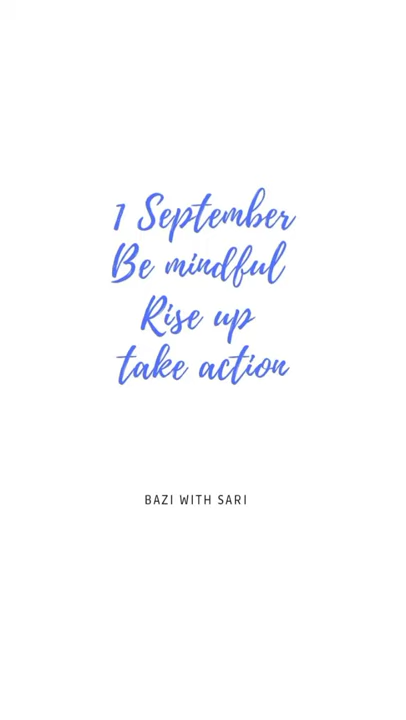 1 September
Be mindful
Rise up
take action
BAZI WITH SARI